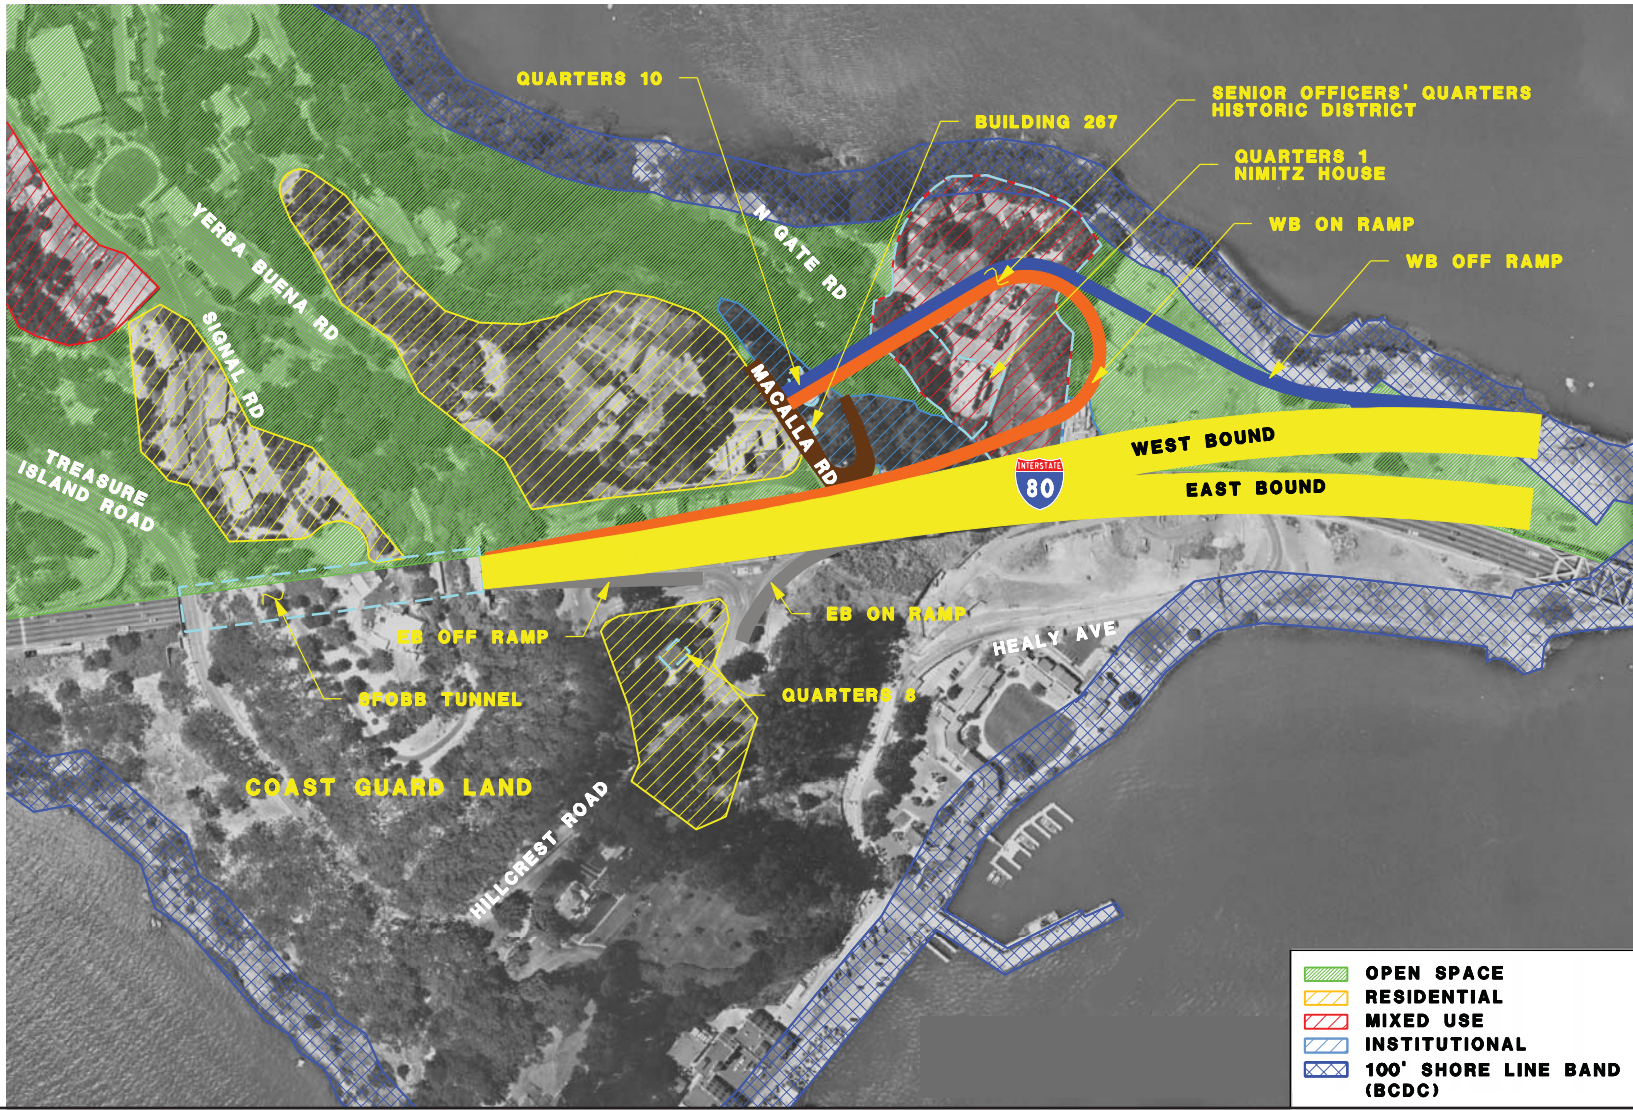 QUARTERS 10
SENIOR OFFICERS' QUARTERS
HISTORIC DISTRICT
BUILDING 267
QUARTERS 1
NIMITZ HOUSE
WB ON RAMP
WB OFF RAMP
N GATE RD
YERBA BUENA RD
SIGNAL RD
MACALLA RD
TREASURE
ISLAND ROAD
WEST BOUND
INTERSTATE
80
EAST BOUND
EB OFF RAMP
EB ON RAMP
HEALY AVE
SFOBB TUNNEL
QUARTERS 8
COAST GUARD LAND
HILLCREST ROAD
OPEN SPACE
RESIDENTIAL
MIXED USE
INSTITUTIONAL
100' SHORE LINE BAND
(BCDC)